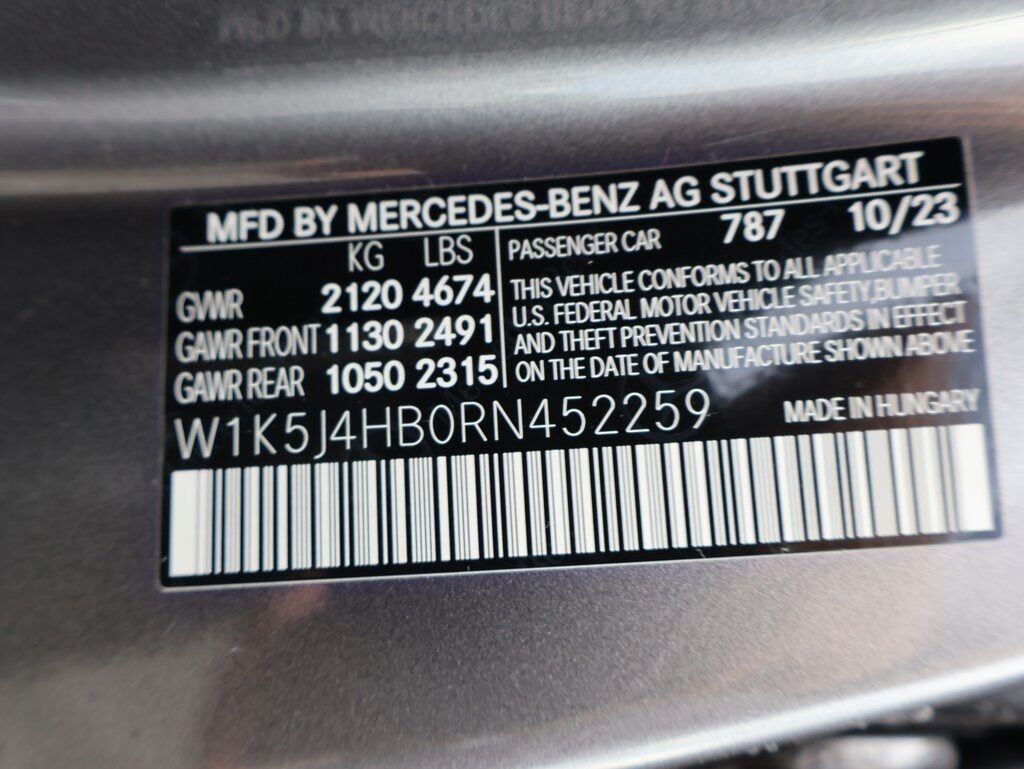 MFD BY MERCEDES-BENZ AG STUTTGART
KG LBS
GVWR 2120 4674
GAWR FRONT 1130 2491
GAWR REAR 1050 2315
PASSENGER CAR 787 10/23
THIS VEHICLE CONFORMS TO ALL APPLICABLE
U.S. FEDERAL MOTOR VEHICLE SAFETY, BUMPER
AND THEFT PREVENTION STANDARDS IN EFFECT
ON THE DATE OF MANUFACTURE SHOWN ABOVE
W1K5J4HB0RN452259
MADE IN HUNGARY